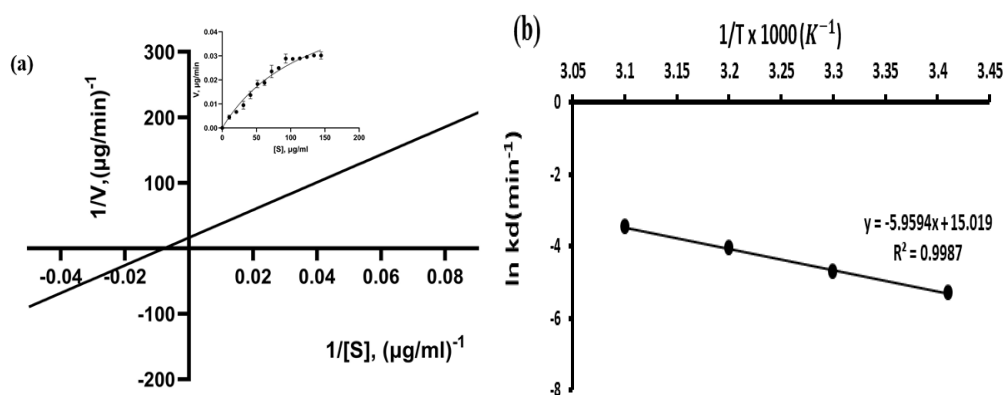 (a)
300
200
100
-100
-200
1/V,(µg/min)⁻¹
-0.04
-0.02
0.02
0.04
0.06
0.08
1/[S], (µg/ml)⁻¹
0.04
0.03
0.02
0.01
0.00
V, µg/min
0
50
100
150
200
[S], µg/ml
(b)
1/T x 1000 (K⁻¹)
3.05 3.1 3.15 3.2 3.25 3.3 3.35 3.4 3.45
0
-2
-4
-6
-8
ln kd(min⁻¹)
y = -5.9594x + 15.019
R² = 0.9987